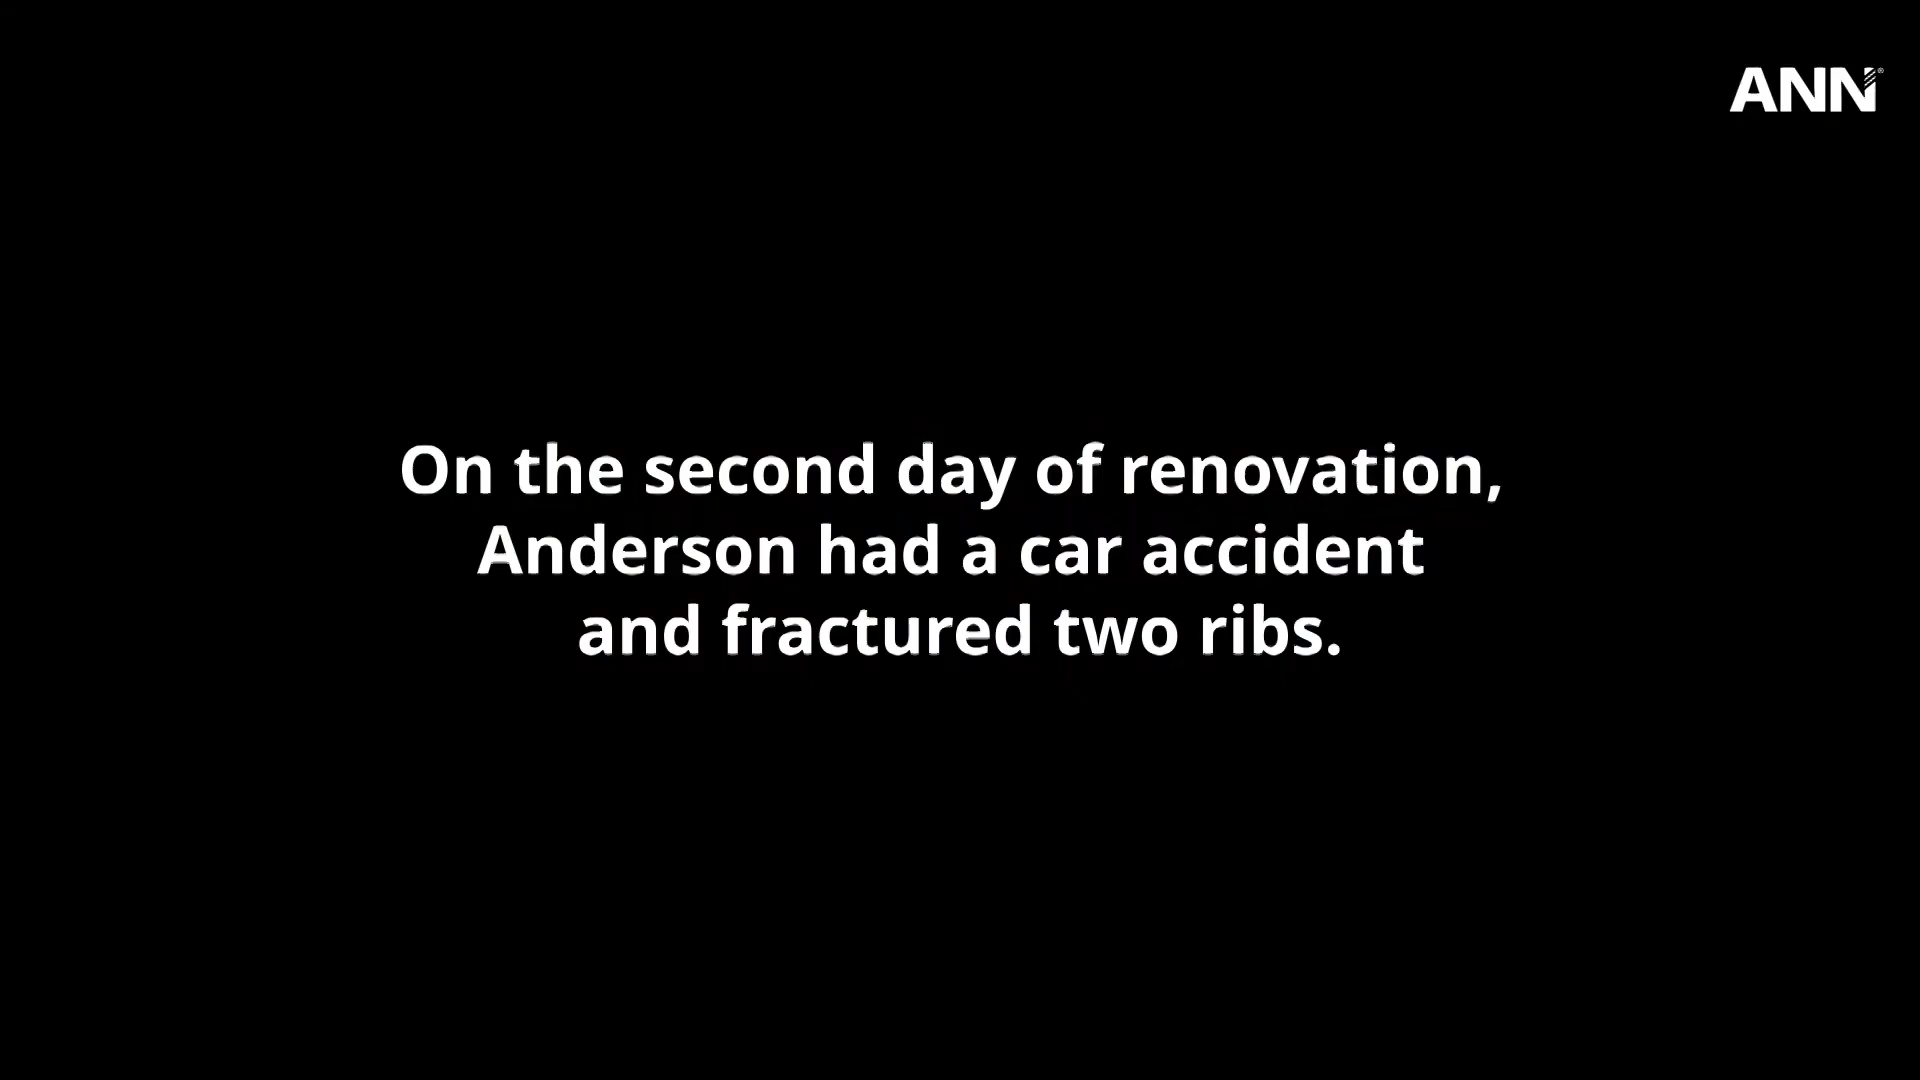 ANN®
On the second day of renovation,
Anderson had a car accident
and fractured two ribs.